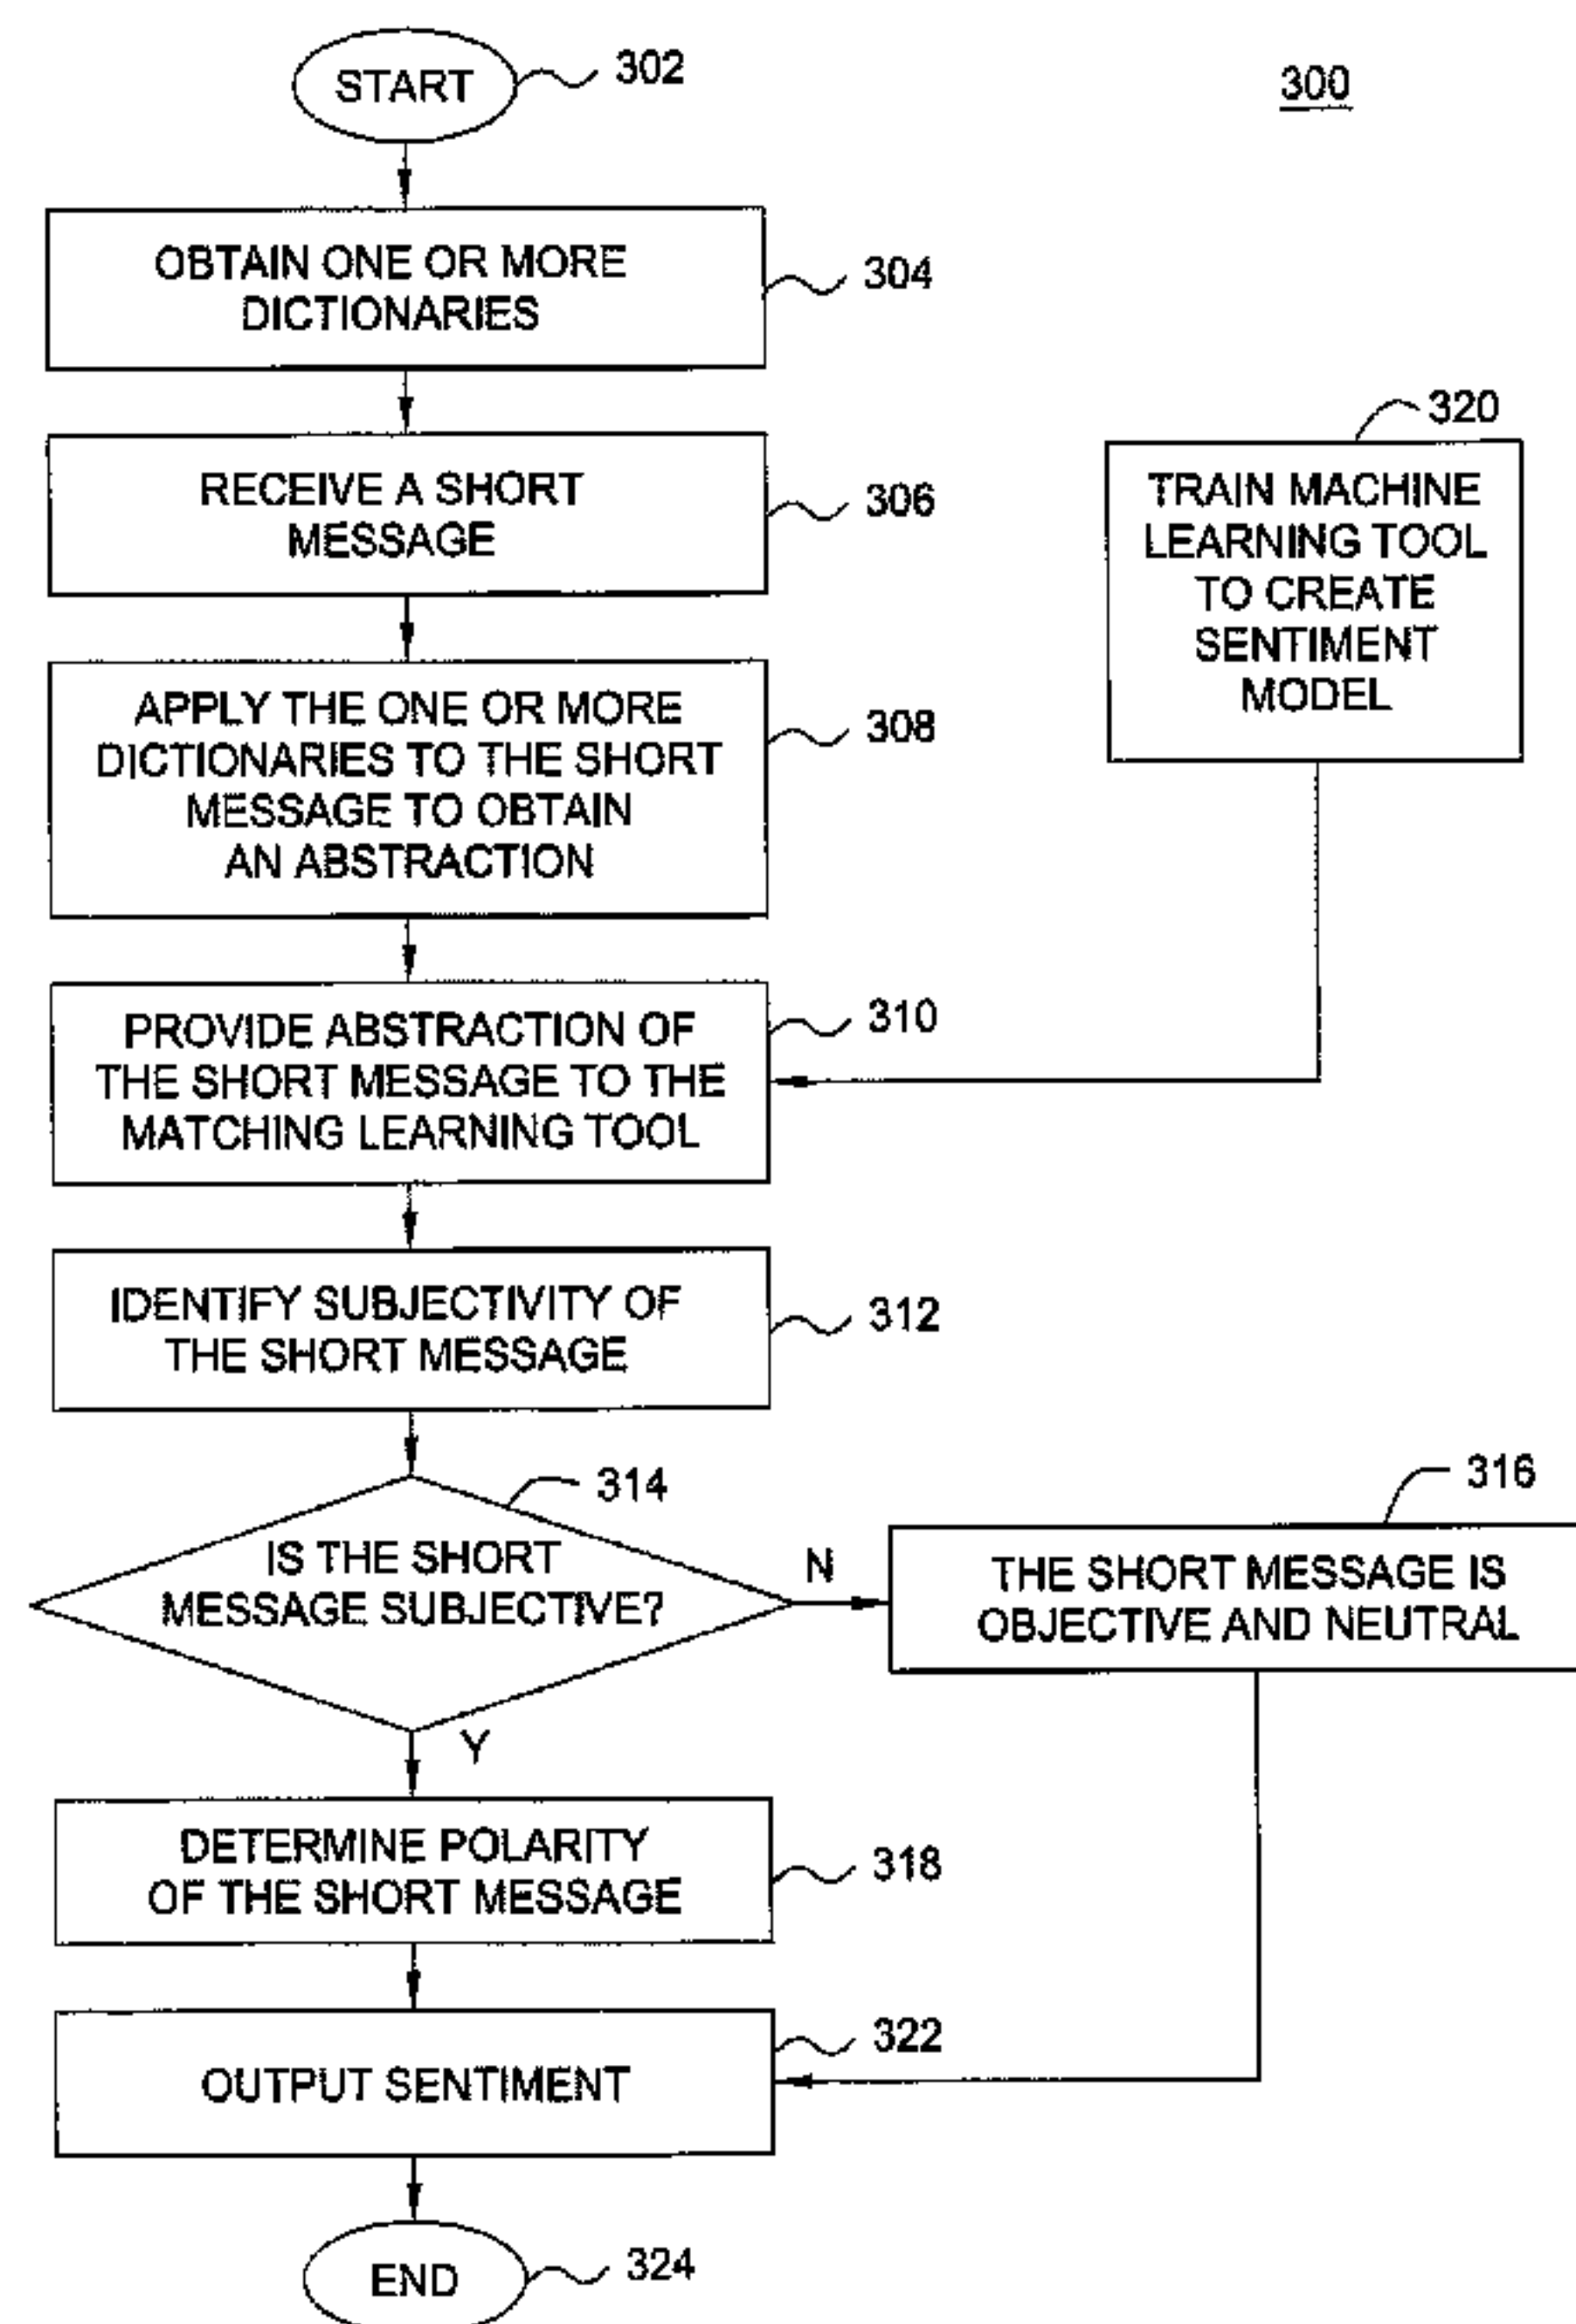 START
302
300
OBTAIN ONE OR MORE
DICTIONARIES
304
RECEIVE A SHORT
MESSAGE
306
320
TRAIN MACHINE
LEARNING TOOL
TO CREATE
SENTIMENT
MODEL
APPLY THE ONE OR MORE
DICTIONARIES TO THE SHORT
MESSAGE TO OBTAIN
AN ABSTRACTION
308
PROVIDE ABSTRACTION OF
THE SHORT MESSAGE TO THE
MATCHING LEARNING TOOL
310
IDENTIFY SUBJECTIVITY OF
THE SHORT MESSAGE
312
314
IS THE SHORT
MESSAGE SUBJECTIVE?
N
316
THE SHORT MESSAGE IS
OBJECTIVE AND NEUTRAL
Y
DETERMINE POLARITY
OF THE SHORT MESSAGE
318
OUTPUT SENTIMENT
322
END
324